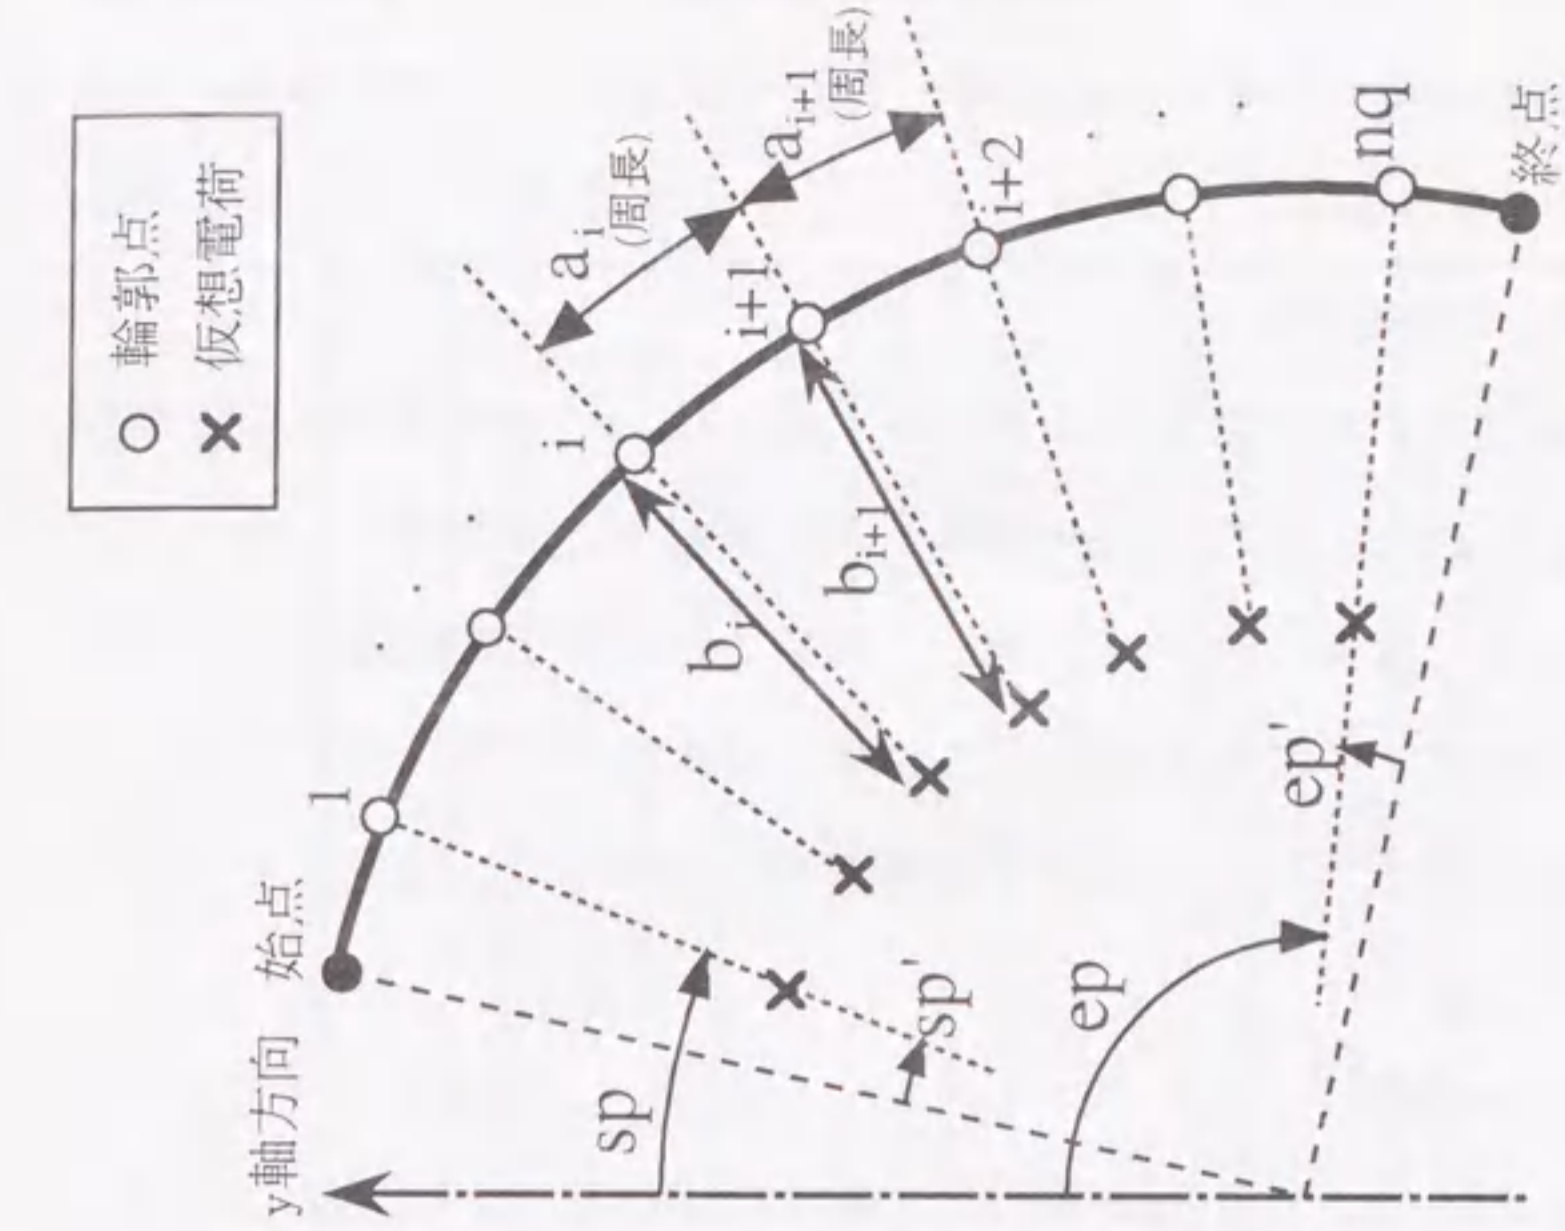 輪郭点
仮想電荷
y軸方向
始点
1
i
i+1
i+2
nq
終点
a i
(周長)
a i+1
(周長)
b i
b i+1
sp
sp'
ep
ep'